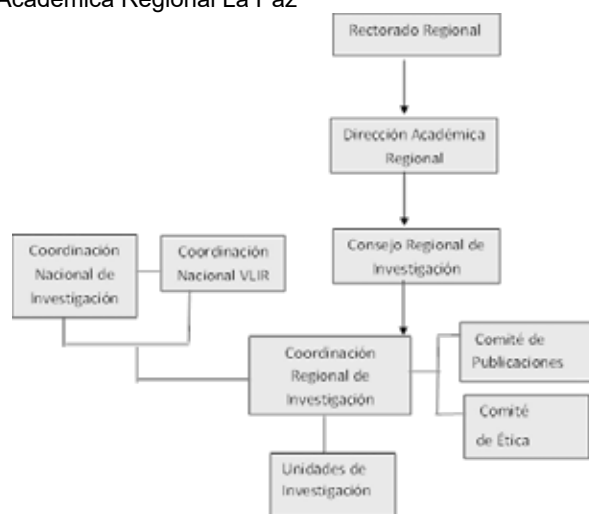 Académica Regional La Paz
Rectorado Regional
Dirección Académica
Regional
Consejo Regional de
Investigación
Coordinación
Nacional de
Investigación
Coordinación
Nacional VLIR
Coordinación
Regional de
Investigación
Comité de
Publicaciones
Comité
de Ética
Unidades de
Investigación